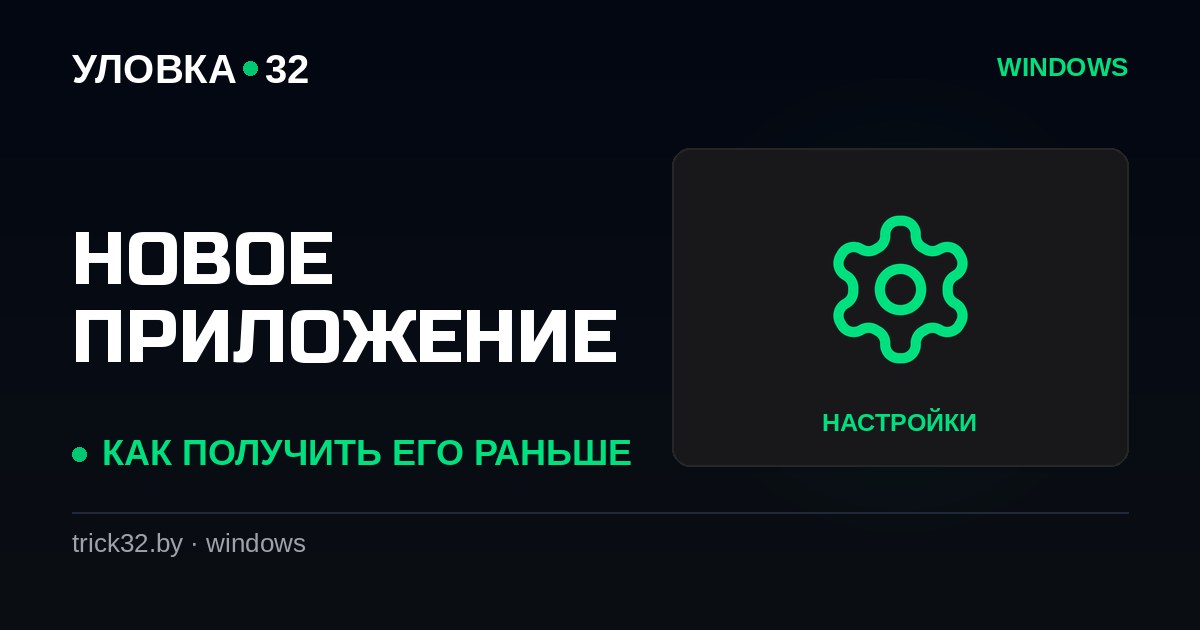 УЛОВКА•32
WINDOWS
НОВОЕ
ПРИЛОЖЕНИЕ
• КАК ПОЛУЧИТЬ ЕГО РАНЬШЕ
НАСТРОЙКИ
trick32.by · windows